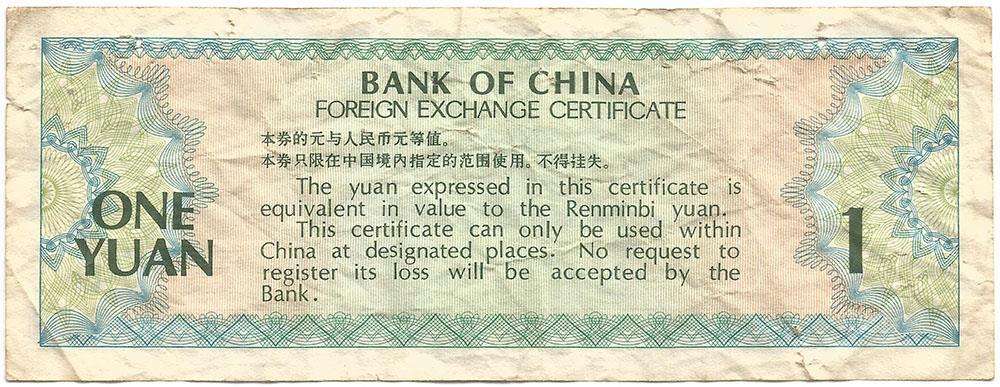 BANK OF CHINA
FOREIGN EXCHANGE CERTIFICATE
本券的元与人民币元等值。
本券只限在中国境内指定的范围使用。不得挂失。
The yuan expressed in this certificate is
equivalent in value to the Renminbi yuan.
This certificate can only be used within
China at designated places. No request to
register its loss will be accepted by the
Bank.
ONE
YUAN
1